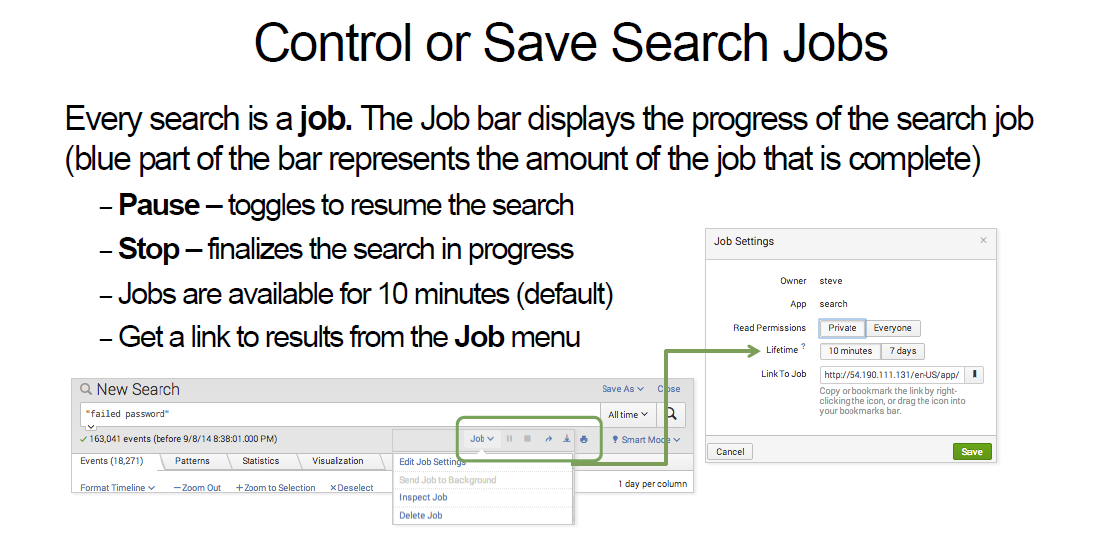 Control or Save Search Jobs
Every search is a job. The Job bar displays the progress of the search job
(blue part of the bar represents the amount of the job that is complete)
– Pause – toggles to resume the search
– Stop – finalizes the search in progress
– Jobs are available for 10 minutes (default)
– Get a link to results from the Job menu
New Search
Save As
Close
"failed password"
All time
163,041 events (before 9/8/14 8:38:01.000 PM)
Job
Smart Mode
Events (18,271)
Patterns
Statistics
Visualization
Edit Job Settings
Send Job to Background
Inspect Job
Delete Job
Format Timeline
– Zoom Out
+ Zoom to Selection
× Deselect
1 day per column
Job Settings
×
Owner steve
App search
Read Permissions Private Everyone
Lifetime ? 10 minutes 7 days
Link To Job http://54.190.111.131/en-US/app/
Copy or bookmark the link by right-
clicking the icon, or drag the icon into
your bookmarks bar.
Cancel
Save